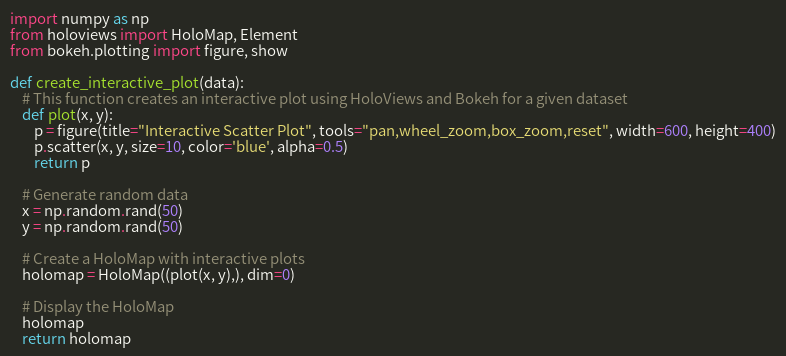 import numpy as np
from holoviews import HoloMap, Element
from bokeh.plotting import figure, show

def create_interactive_plot(data):
    # This function creates an interactive plot using HoloViews and Bokeh for a given dataset
    def plot(x, y):
        p = figure(title="Interactive Scatter Plot", tools="pan,wheel_zoom,box_zoom,reset", width=600, height=400)
        p.scatter(x, y, size=10, color='blue', alpha=0.5)
        return p

    # Generate random data
    x = np.random.rand(50)
    y = np.random.rand(50)

    # Create a HoloMap with interactive plots
    holomap = HoloMap((plot(x, y),), dim=0)

    # Display the HoloMap
    holomap
    return holomap